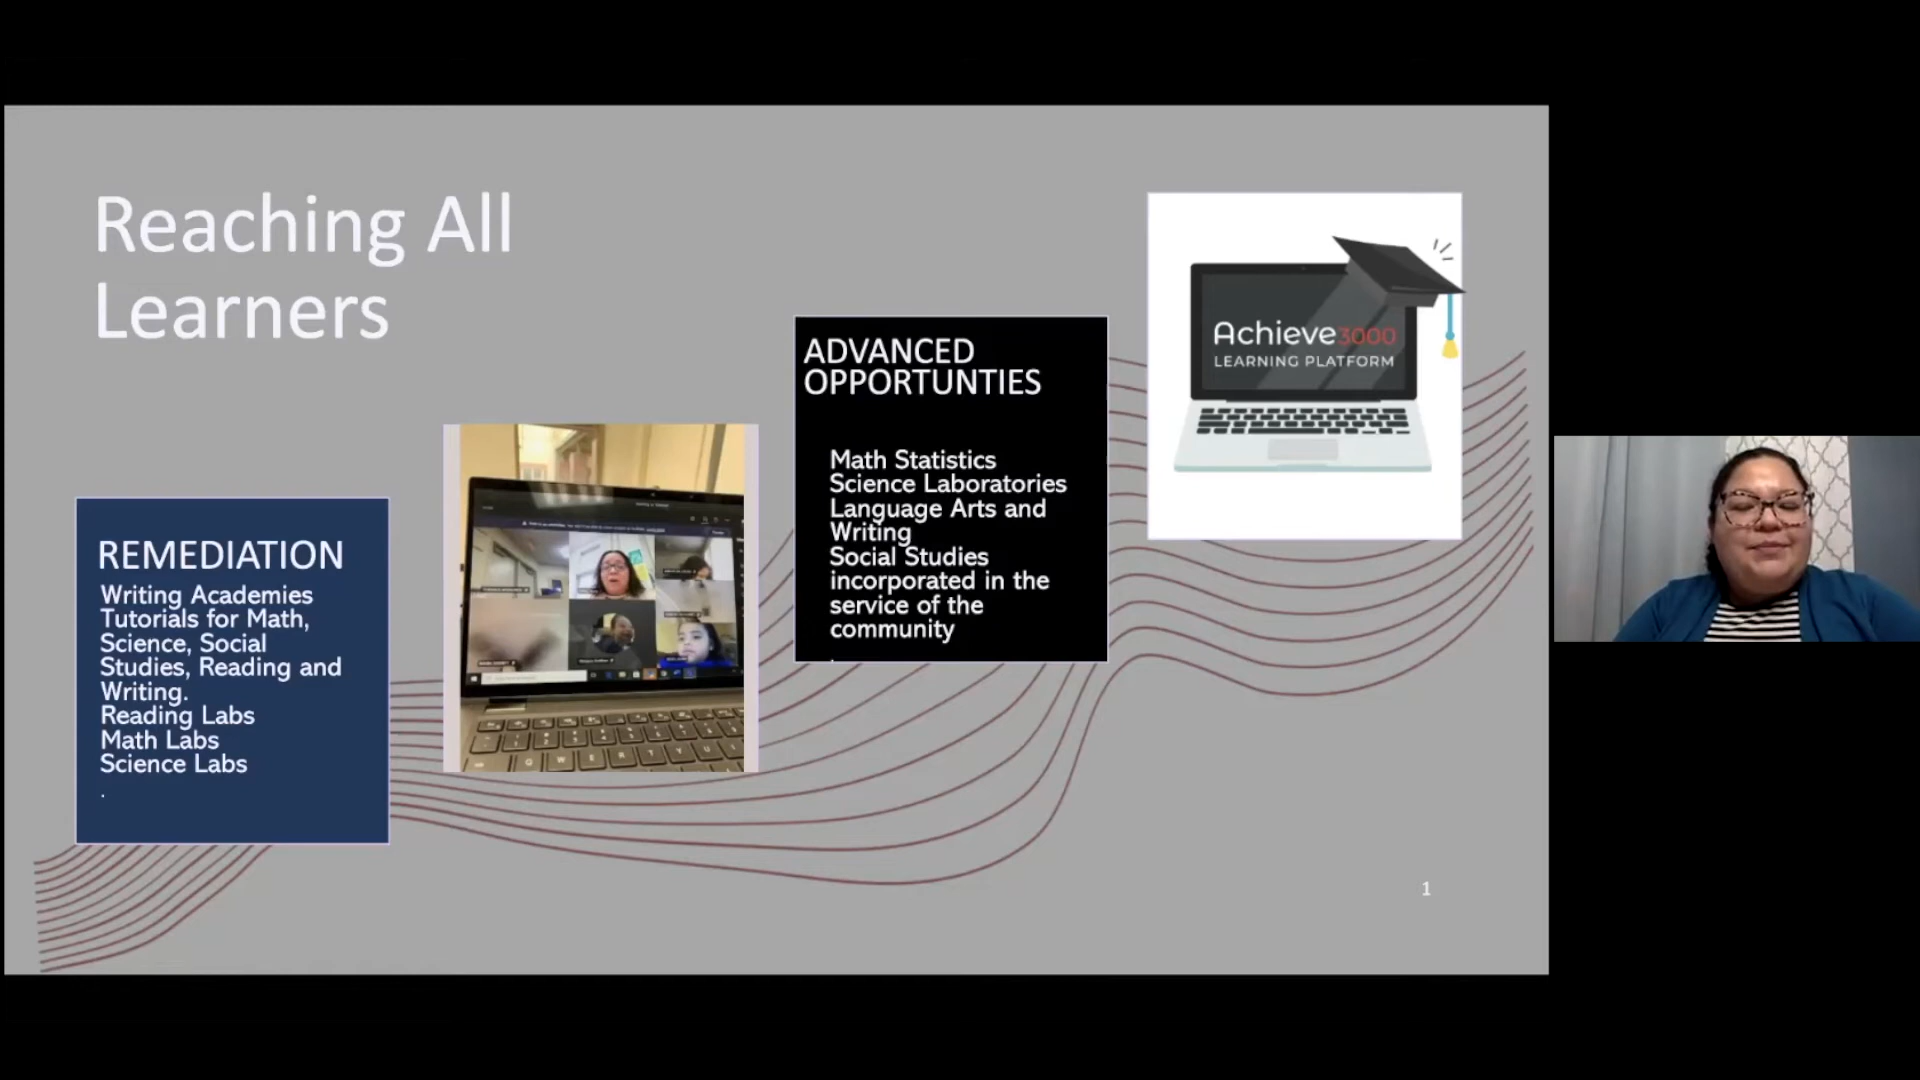 Reaching All
Learners
REMEDIATION
Writing Academies
Tutorials for Math,
Science, Social
Studies, Reading and
Writing.
Reading Labs
Math Labs
Science Labs
.
ADVANCED
OPPORTUNTIES
Math Statistics
Science Laboratories
Language Arts and
Writing
Social Studies
incorporated in the
service of the
community
.
Achieve3000
LEARNING PLATFORM
1